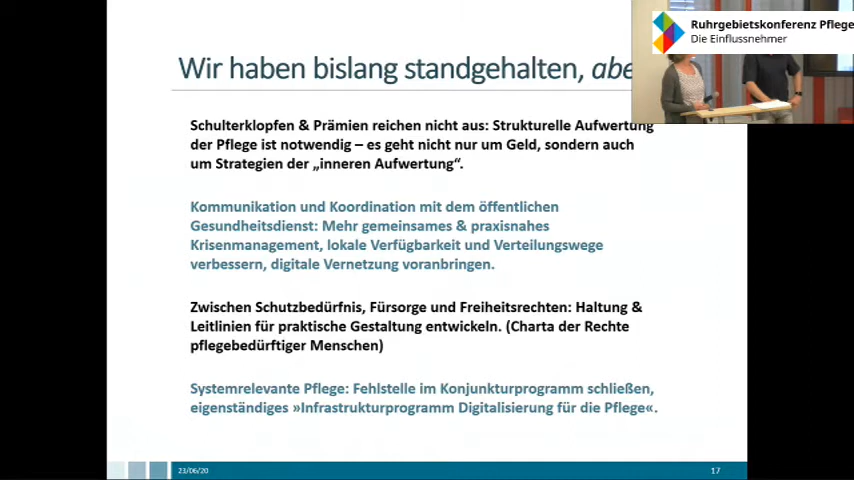 Ruhrgebietskonferenz Pflege
Die Einflussnehmer
Wir haben bislang standgehalten,
Schulterklopfen & Prämien reichen nicht aus: Strukturelle Aufwertung
der Pflege ist notwendig – es geht nicht nur um Geld, sondern auch
um Strategien der „inneren Aufwertung“.
Kommunikation und Koordination mit dem öffentlichen
Gesundheitsdienst: Mehr gemeinsames & praxisnahes
Krisenmanagement, lokale Verfügbarkeit und Verteilungswege
verbessern, digitale Vernetzung voranbringen.
Zwischen Schutzbedürfnis, Fürsorge und Freiheitsrechten: Haltung &
Leitlinien für praktische Gestaltung entwickeln. (Charta der Rechte
pflegebedürftiger Menschen)
Systemrelevante Pflege: Fehlstelle im Konjunkturprogramm schließen,
eigenständiges »Infrastrukturprogramm Digitalisierung für die Pflege«.
23/06/20
17